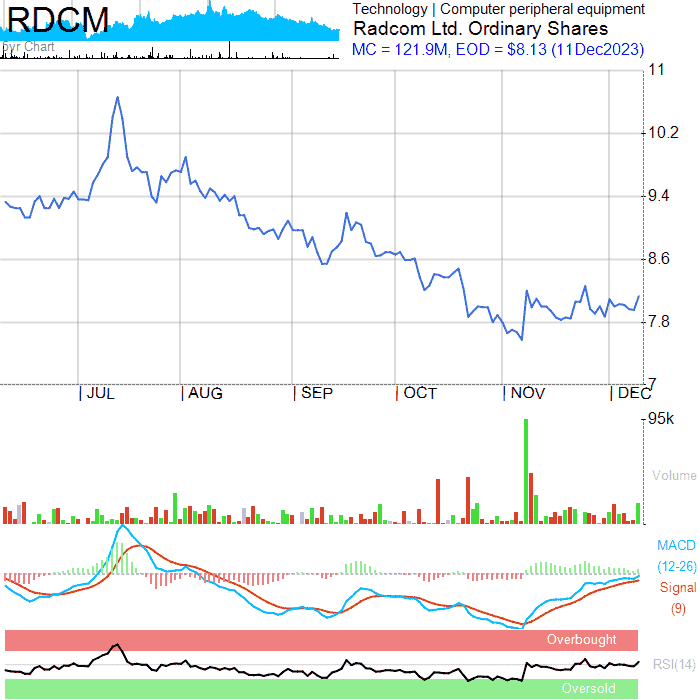 RDCM
5yr Chart
Technology | Computer peripheral equipment
Radcom Ltd. Ordinary Shares
MC = 121.9M, EOD = $8.13 (11Dec2023)
11
10.2
9.4
8.6
7.8
7
JUL
AUG
SEP
OCT
NOV
DEC
95k
Volume
MACD
(12-26)
Signal
(9)
Overbought
RSI(14)
Oversold